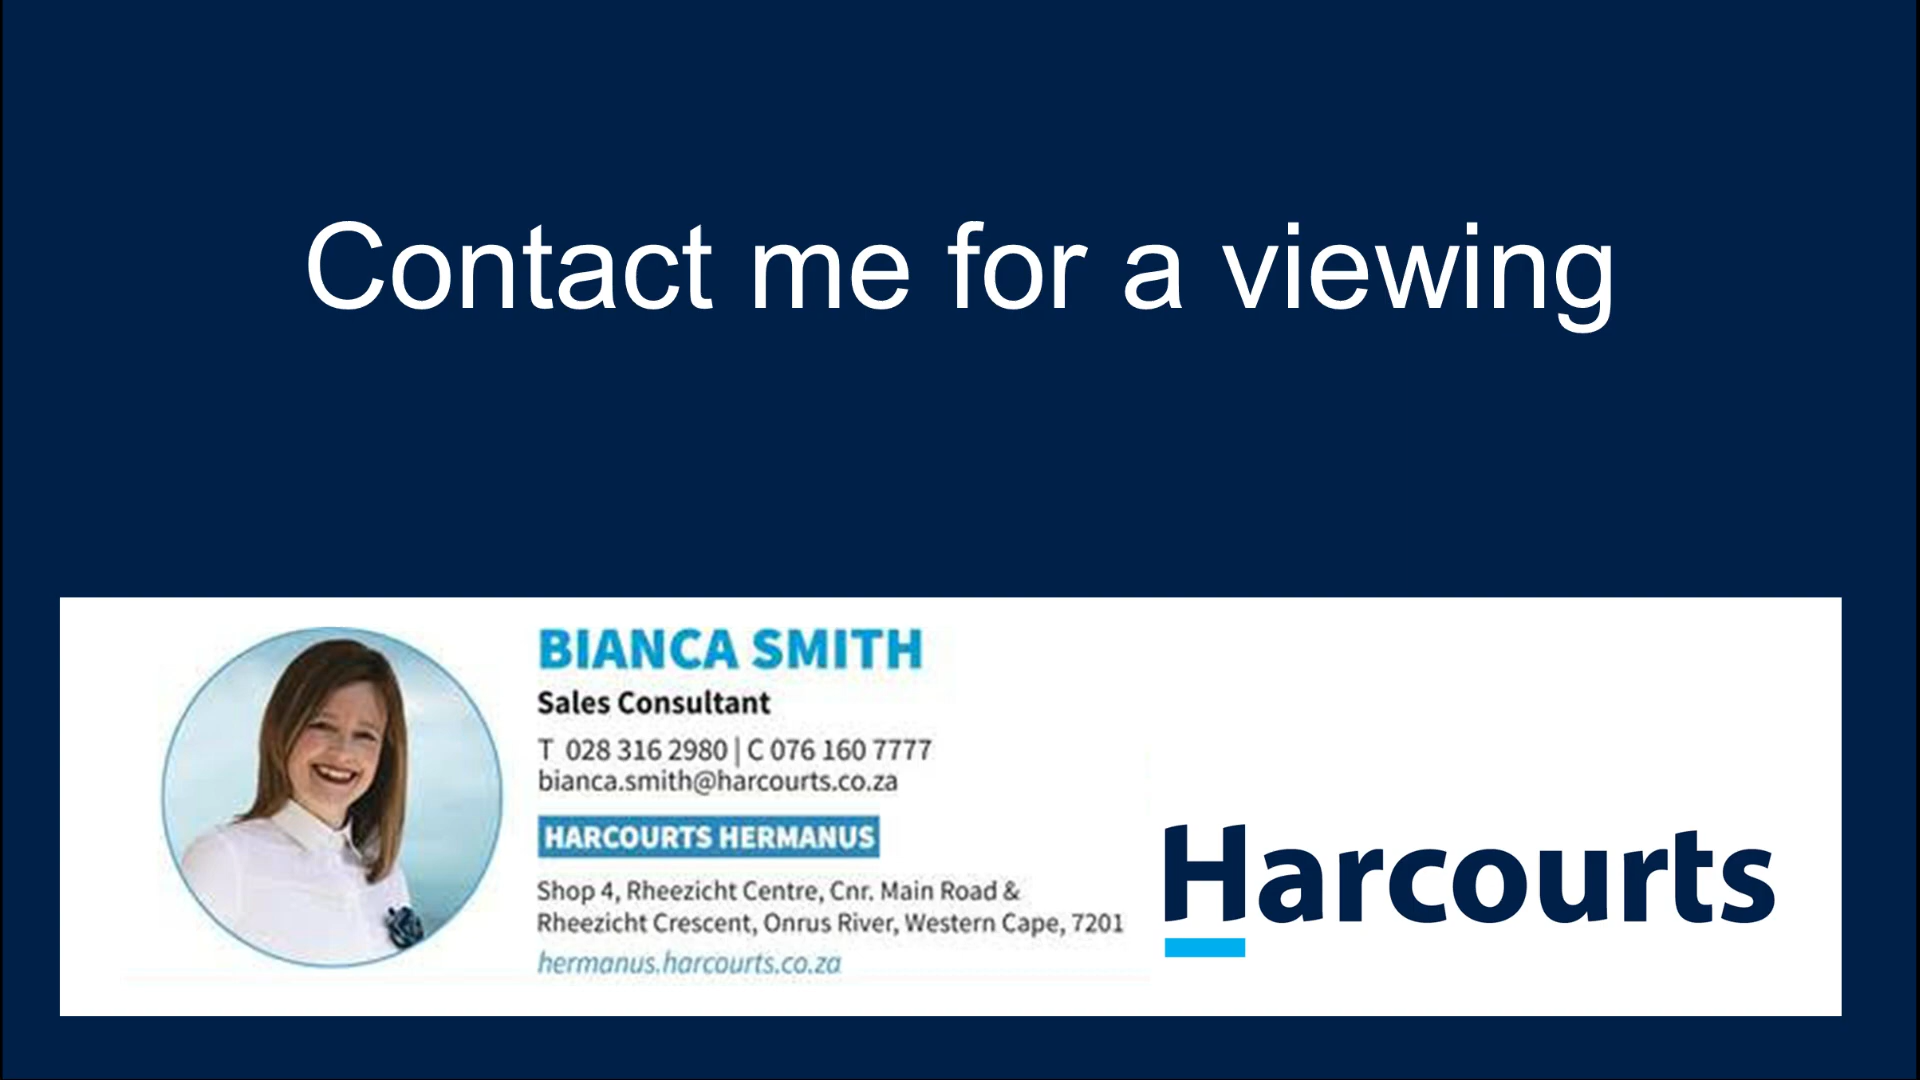 Contact me for a viewing
BIANCA SMITH
Sales Consultant
T 028 316 2980 | C 076 160 7777
bianca.smith@harcourts.co.za
HARCOURTS HERMANUS
Shop 4, Rheezicht Centre, Cnr. Main Road &
Rheezicht Crescent, Onrus River, Western Cape, 7201
hermanus.harcourts.co.za
Harcourts